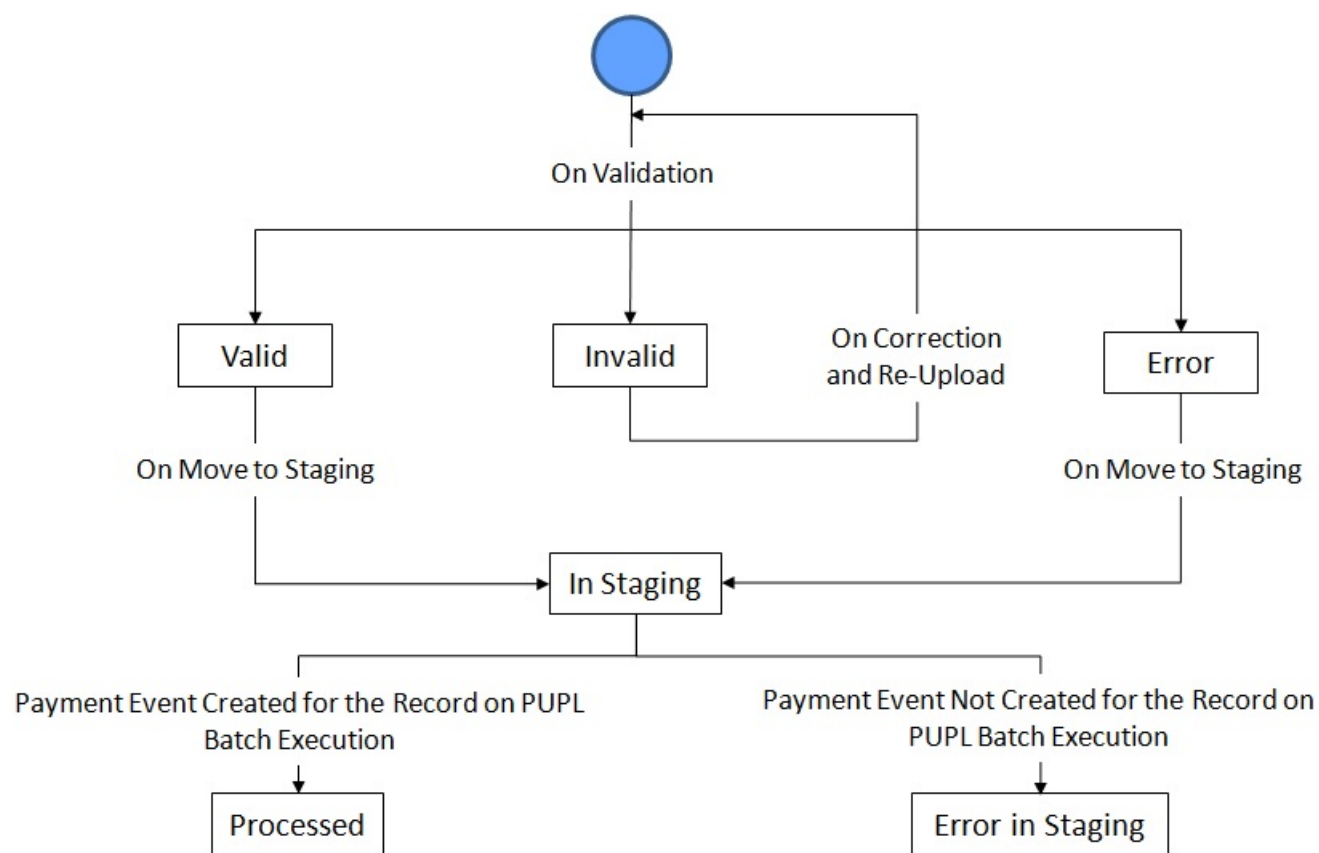 On Validation
Valid
Invalid
On Correction
and Re-Upload
Error
On Move to Staging
On Move to Staging
In Staging
Payment Event Created for the Record on PUPL
Batch Execution
Payment Event Not Created for the Record on
PUPL Batch Execution
Processed
Error in Staging